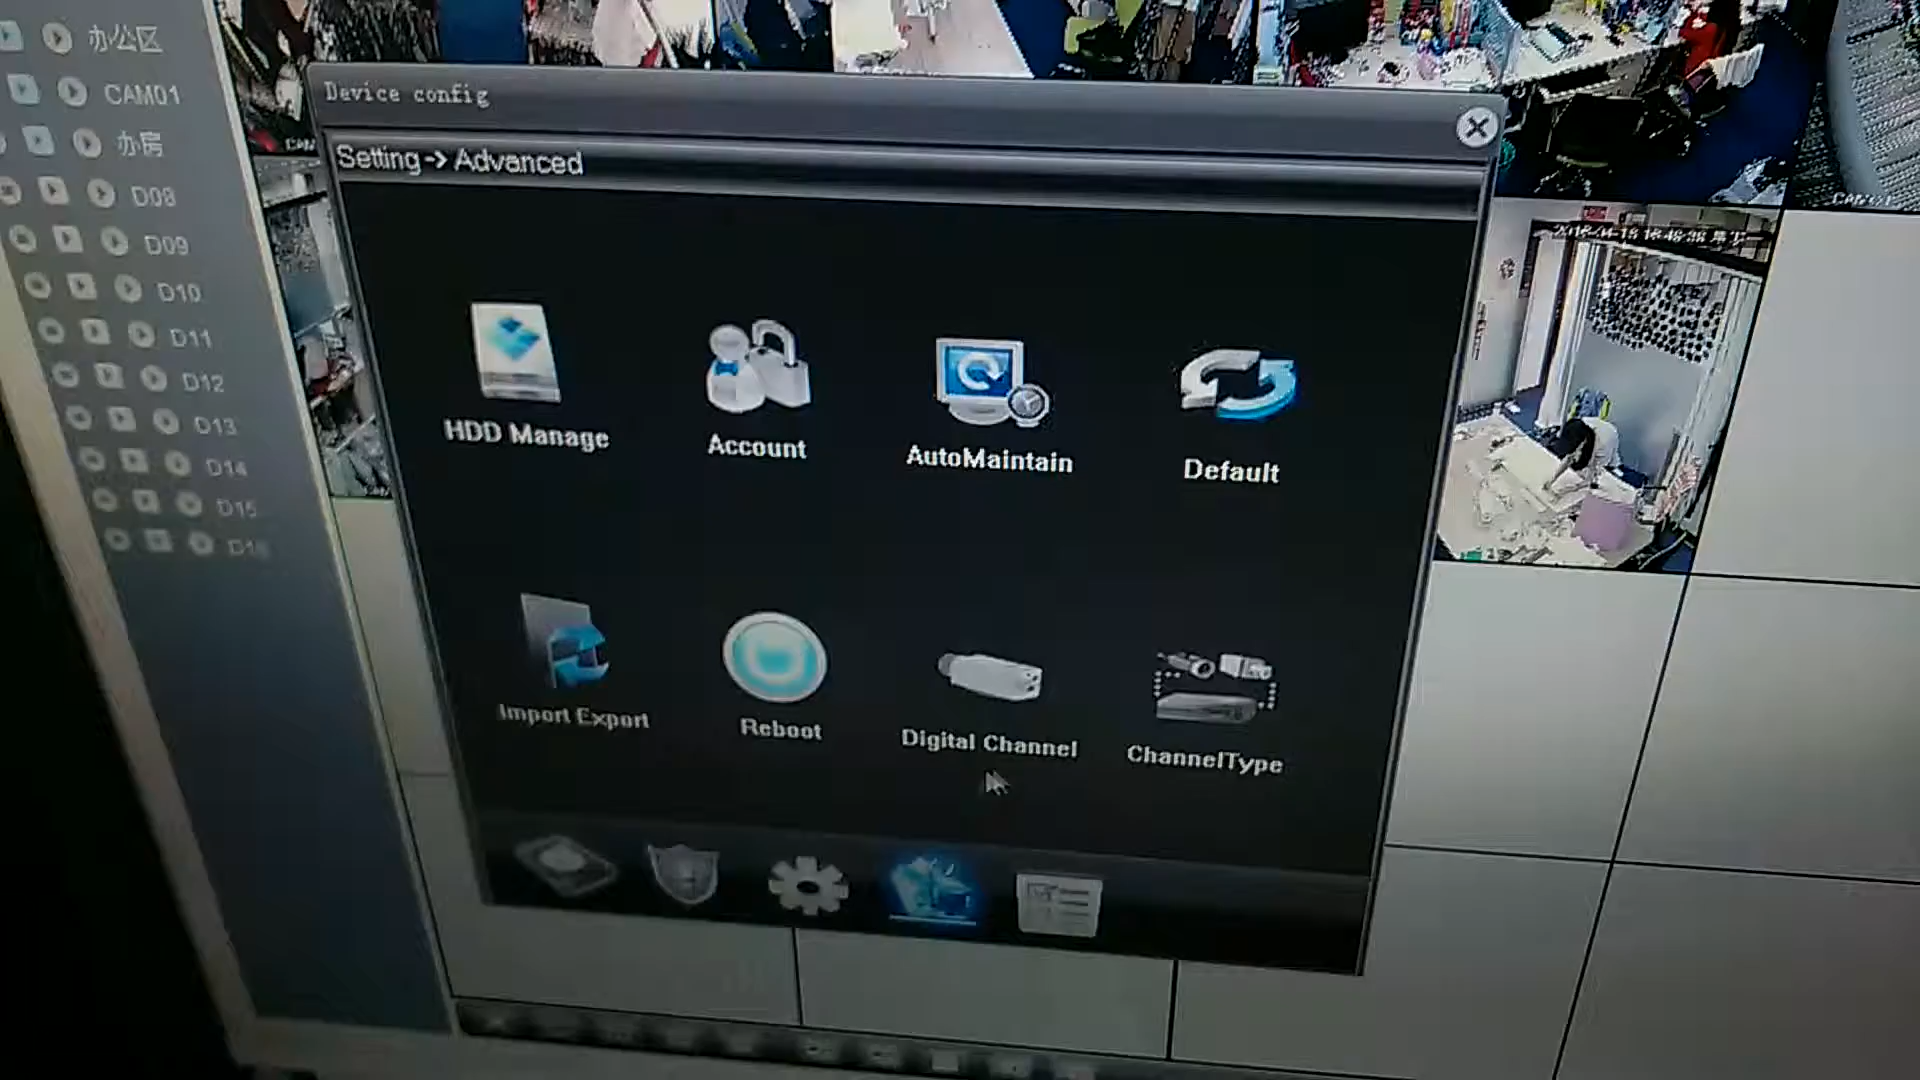 办公区
CAM01
办房
D08
D09
D10
D11
D12
D13
D14
D15
Device config
Setting -> Advanced
HDD Manage
Account
AutoMaintain
Default
Import Export
Reboot
Digital Channel
ChannelType